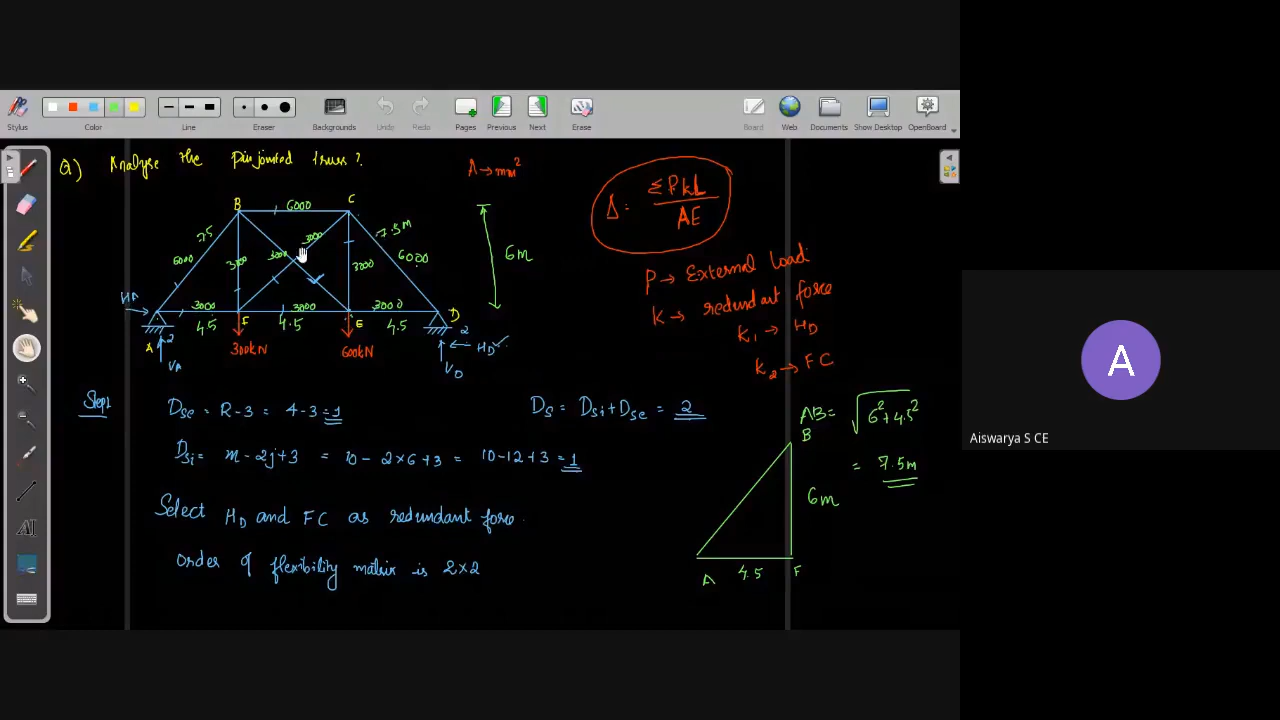 Stylus
Color
Line
Eraser
Backgrounds
Undo
Redo
Pages
Previous
Next
Erase
Board
Web
Documents
Show Desktop
OpenBoard
Q) Analyse the pinjointed truss?
A → mm²
B
6000
C
7.5
6000
3000
3000
3000
3000
7.5m
6000
6m
HA
3000
3000
3000
A
4.5
F
4.5
E
4.5
D
2
VA
300kN
600kN
2
HD ✓
VD
Δ = ΣPkL / AE
P → External load
K → redundant force
K1 → HD
K2 → FC
Step1
Dse = R-3 = 4-3 = 1
Ds = Dsi + Dse = 2
Dsi = m - 2j + 3 = 10 - 2×6 + 3 = 10-12+3 = 1
Select HD and FC as redundant force.
order of flexibility matrix is 2×2
AB = √6²+4.5²
= 7.5m
B
6m
A
4.5
F
A
Aiswarya S CE